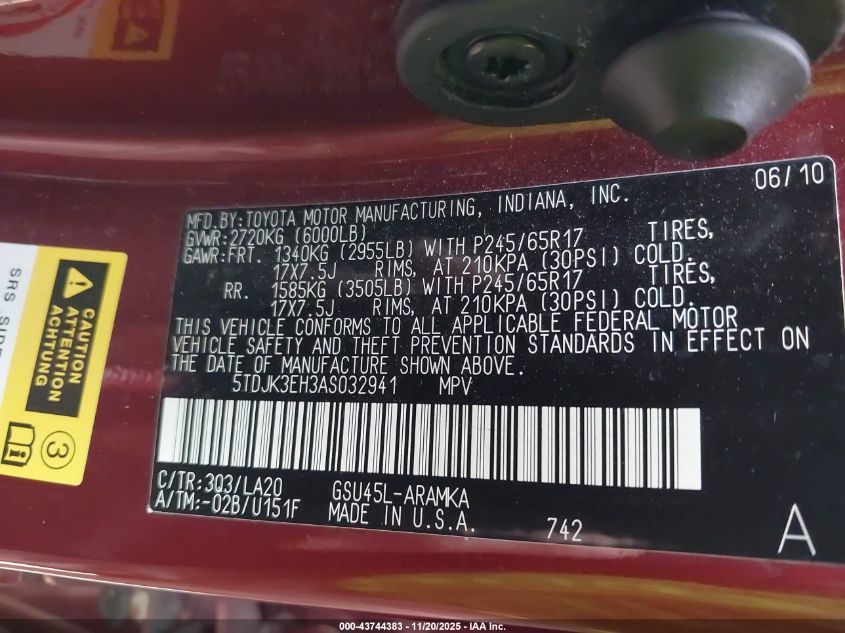 06/10
MFD.BY:TOYOTA MOTOR MANUFACTURING, INDIANA, INC.
GVWR:2720KG (6000LB)
GAWR:FRT. 1340KG (2955LB) WITH P245/65R17 TIRES,
17X7.5J RIMS, AT 210KPA (30PSI) COLD.
RR. 1585KG (3505LB) WITH P245/65R17 TIRES,
17X7.5J RIMS, AT 210KPA (30PSI) COLD.
THIS VEHICLE CONFORMS TO ALL APPLICABLE FEDERAL MOTOR
VEHICLE SAFETY AND THEFT PREVENTION STANDARDS IN EFFECT ON
THE DATE OF MANUFACTURE SHOWN ABOVE.
5TDJK3EH3AS032941 MPV
C/TR:3Q3/LA20 GSU45L-ARAMKA
A/TM:-02B/U151F MADE IN U.S.A. 742 A
SRS SIDE
CAUTION
ATTENTION
ACHTUNG
3
000-43744383 - 11/20/2025 - IAA Inc.